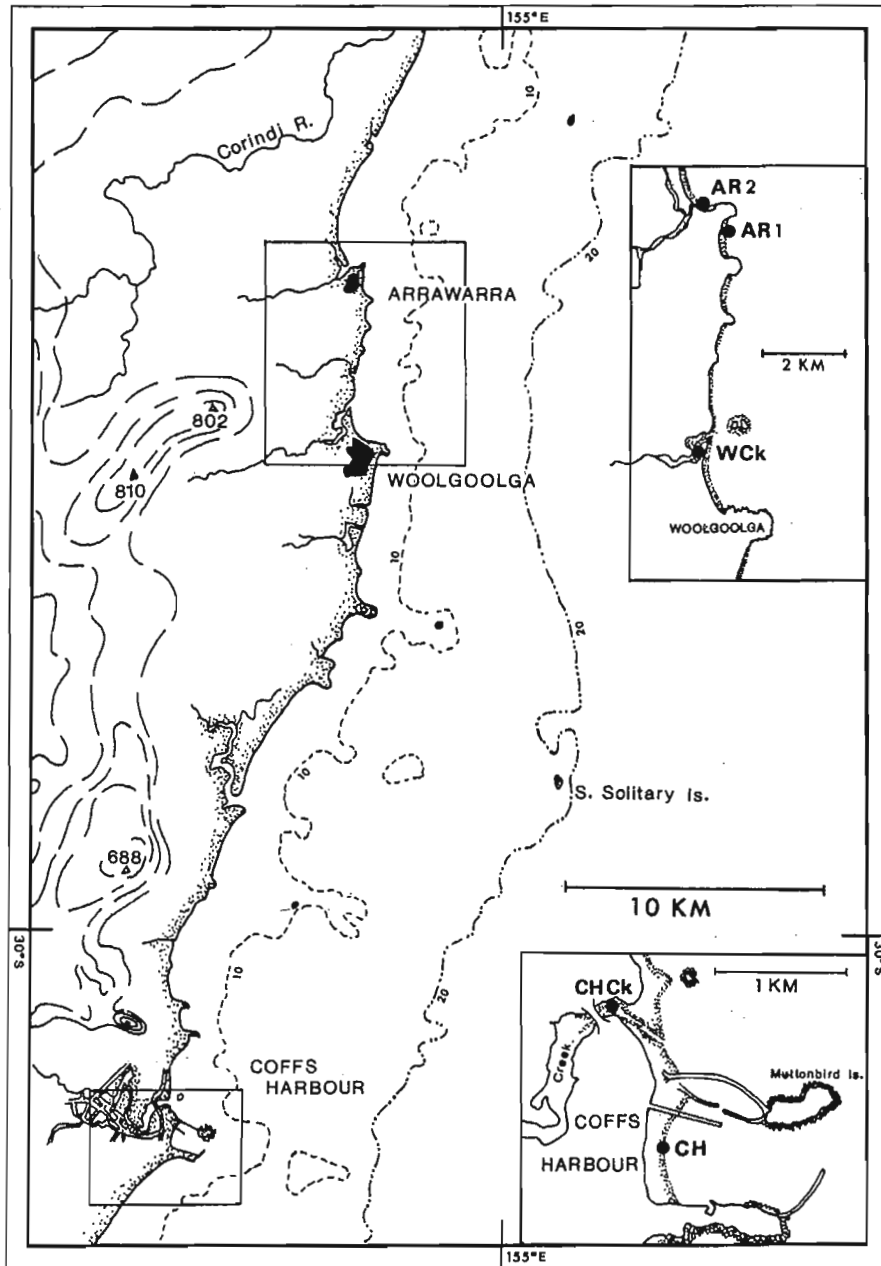 155°E
Corindi R.
10
20
AR2
AR1
2 KM
WCk
WOOLGOOLGA
ARRAWARRA
802
810
WOOLGOOLGA
10
20
10
S. Solitary Is.
688
10 KM
30°S
30°S
10
20
COFFS
HARBOUR
CHCk
1 KM
Creek
Muttonbird Is.
COFFS
HARBOUR
CH
155°E